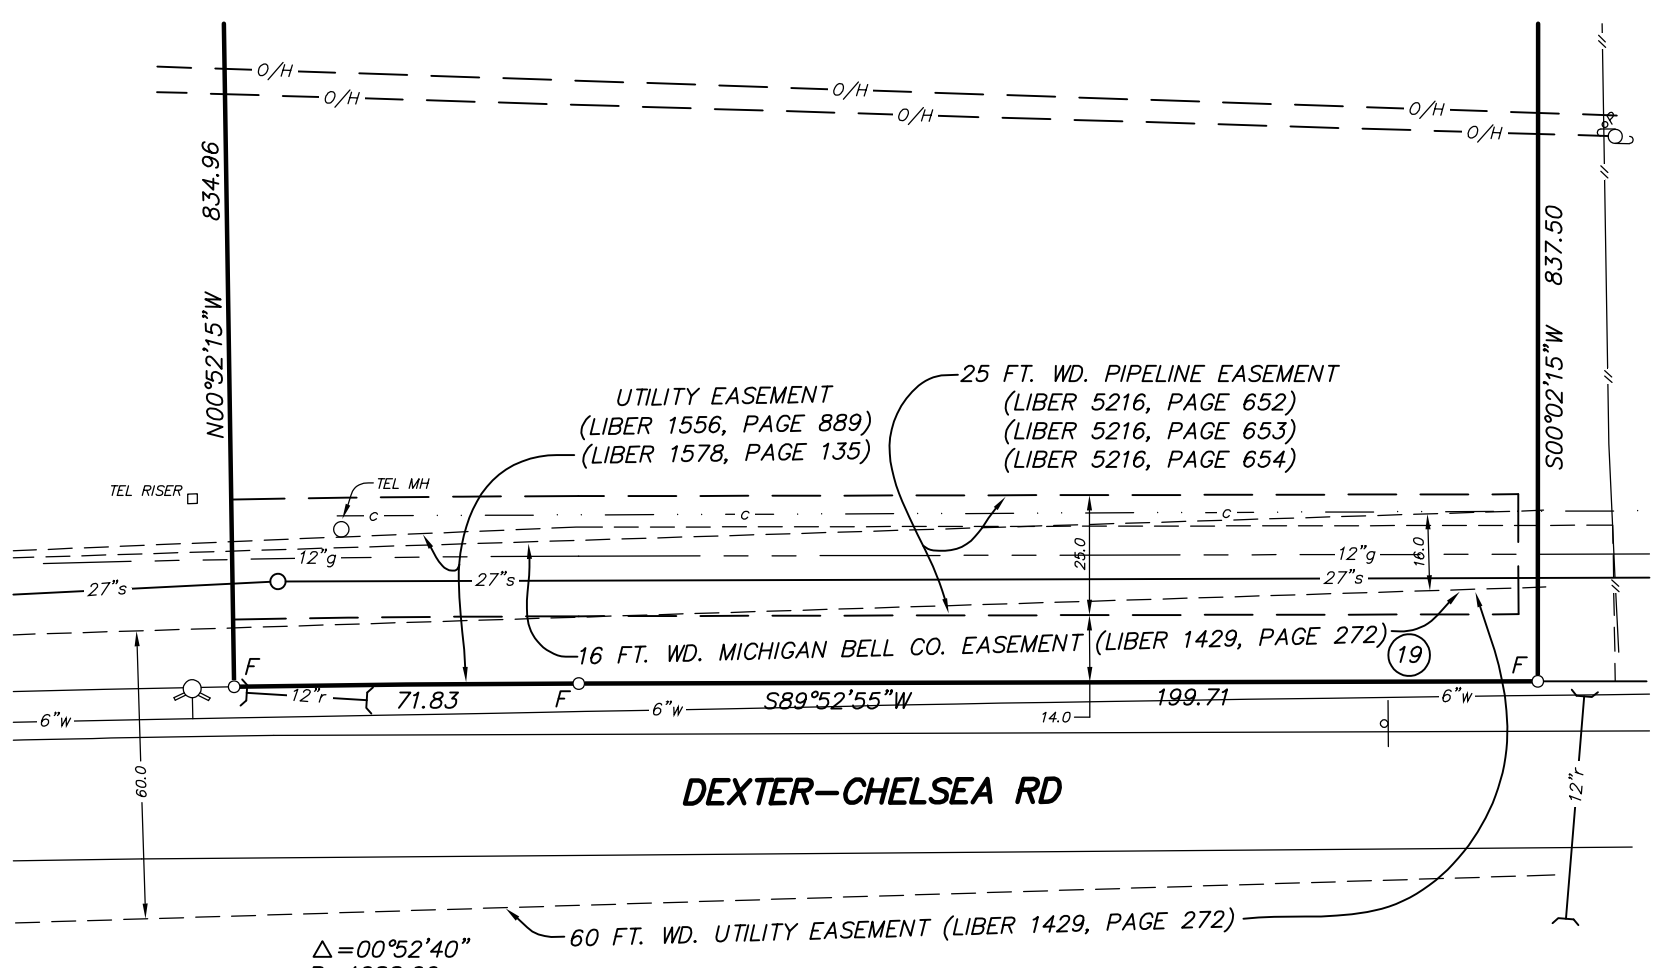 O/H
O/H
O/H
O/H
O/H
O/H
834.96
N00°52'15"W
837.50
S00°02'15"W
UTILITY EASEMENT
(LIBER 1556, PAGE 889)
(LIBER 1578, PAGE 135)
25 FT. WD. PIPELINE EASEMENT
(LIBER 5216, PAGE 652)
(LIBER 5216, PAGE 653)
(LIBER 5216, PAGE 654)
TEL RISER
TEL MH
c
c
c
12"g
12"g
25.0
16.0
27"s
27"s
27"s
16 FT. WD. MICHIGAN BELL CO. EASEMENT (LIBER 1429, PAGE 272)
19
F
F
F
12"r
71.83
S89°52'55"W
199.71
6"w
6"w
6"w
14.0
60.0
DEXTER-CHELSEA RD
12"r
60 FT. WD. UTILITY EASEMENT (LIBER 1429, PAGE 272)
Δ=00°52'40"